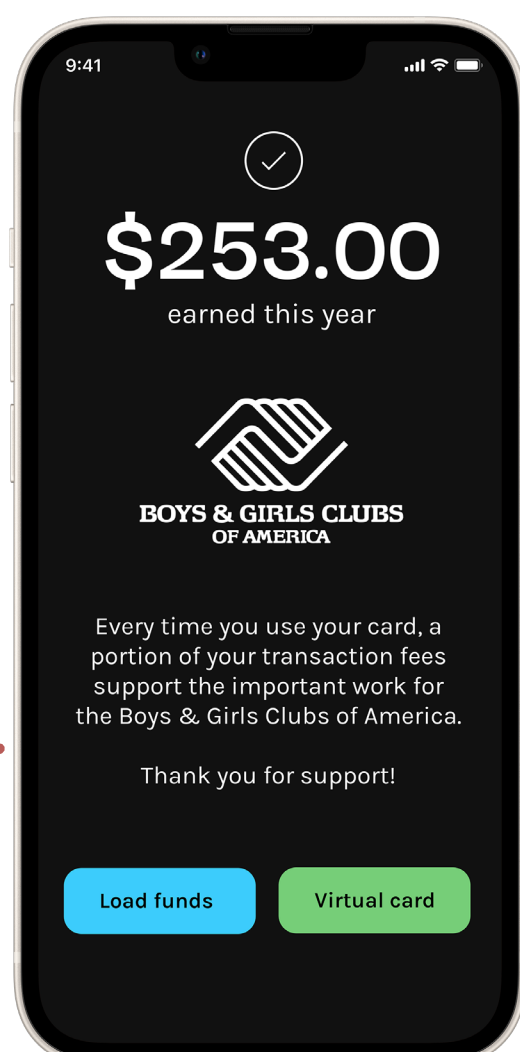 9:41
$253.00
earned this year
BOYS & GIRLS CLUBS
OF AMERICA
Every time you use your card, a
portion of your transaction fees
support the important work for
the Boys & Girls Clubs of America.
Thank you for support!
Load funds
Virtual card